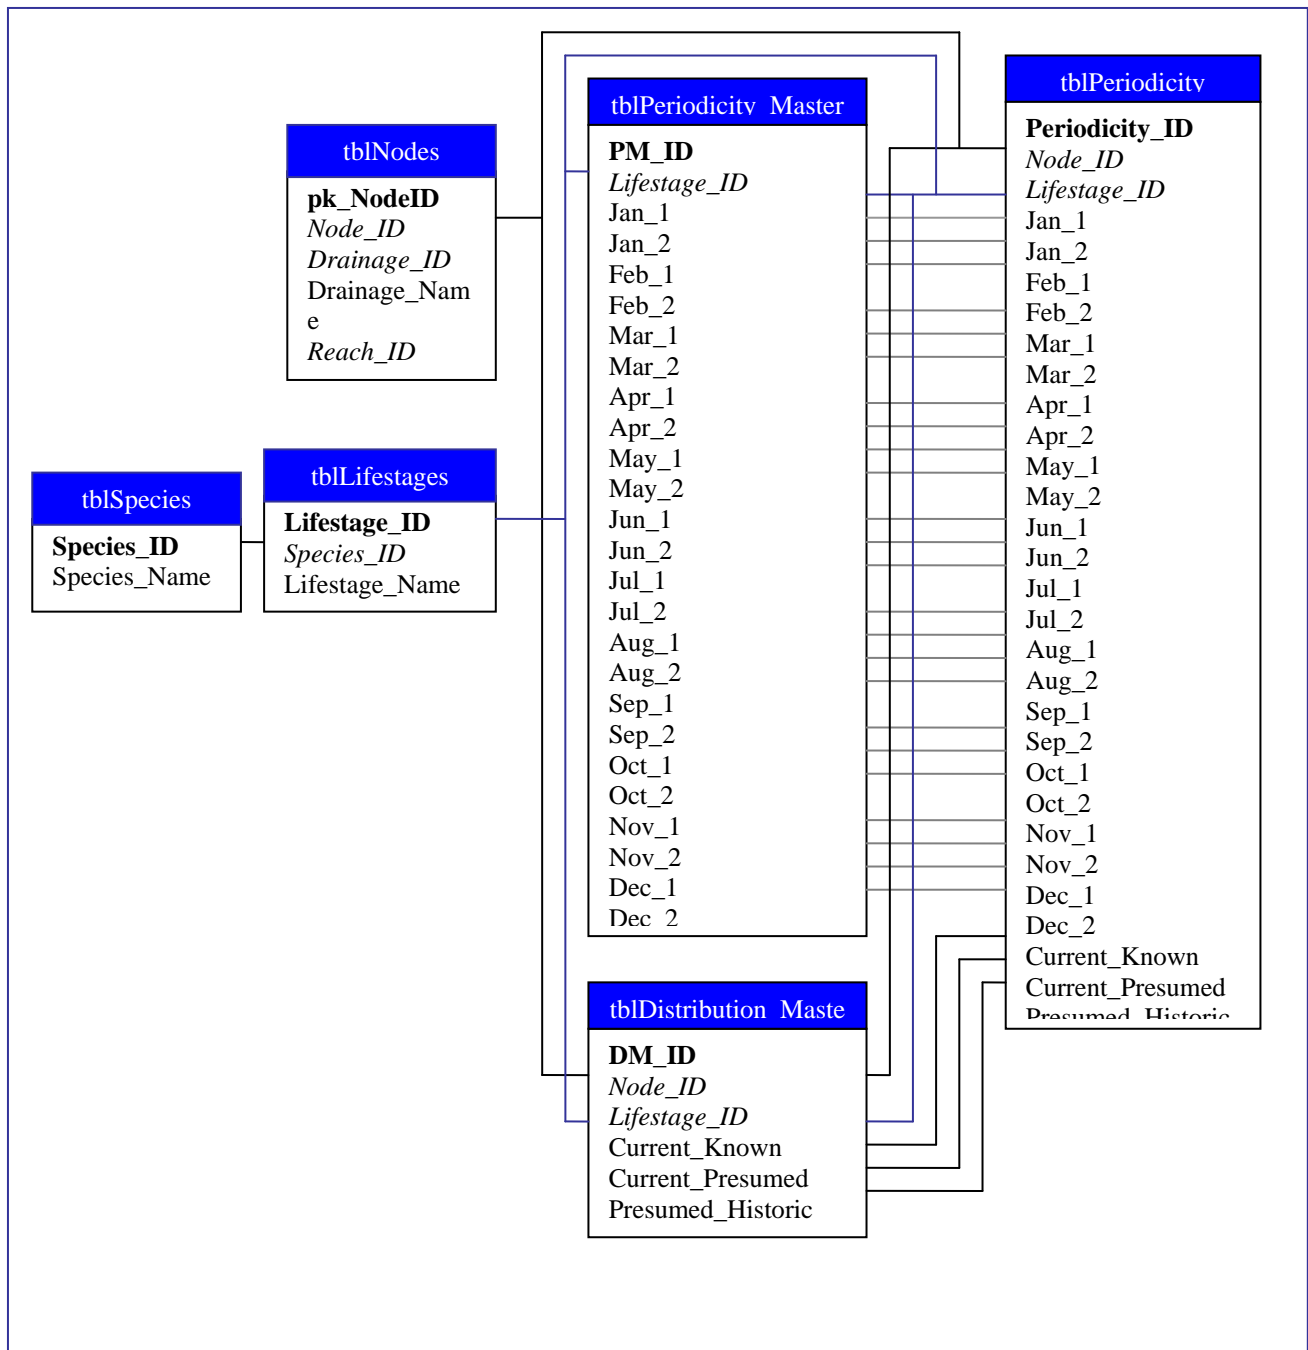 tblNodes
pk_NodeID
Node_ID
Drainage_ID
Drainage_Nam
e
Reach_ID
tblSpecies
Species_ID
Species_Name
tblLifestages
Lifestage_ID
Species_ID
Lifestage_Name
tblPeriodicity_Master
PM_ID
Lifestage_ID
Jan_1
Jan_2
Feb_1
Feb_2
Mar_1
Mar_2
Apr_1
Apr_2
May_1
May_2
Jun_1
Jun_2
Jul_1
Jul_2
Aug_1
Aug_2
Sep_1
Sep_2
Oct_1
Oct_2
Nov_1
Nov_2
Dec_1
Dec_2
tblDistribution_Maste
DM_ID
Node_ID
Lifestage_ID
Current_Known
Current_Presumed
Presumed_Historic
tblPeriodicity
Periodicity_ID
Node_ID
Lifestage_ID
Jan_1
Jan_2
Feb_1
Feb_2
Mar_1
Mar_2
Apr_1
Apr_2
May_1
May_2
Jun_1
Jun_2
Jul_1
Jul_2
Aug_1
Aug_2
Sep_1
Sep_2
Oct_1
Oct_2
Nov_1
Nov_2
Dec_1
Dec_2
Current_Known
Current_Presumed
Presumed_Historic